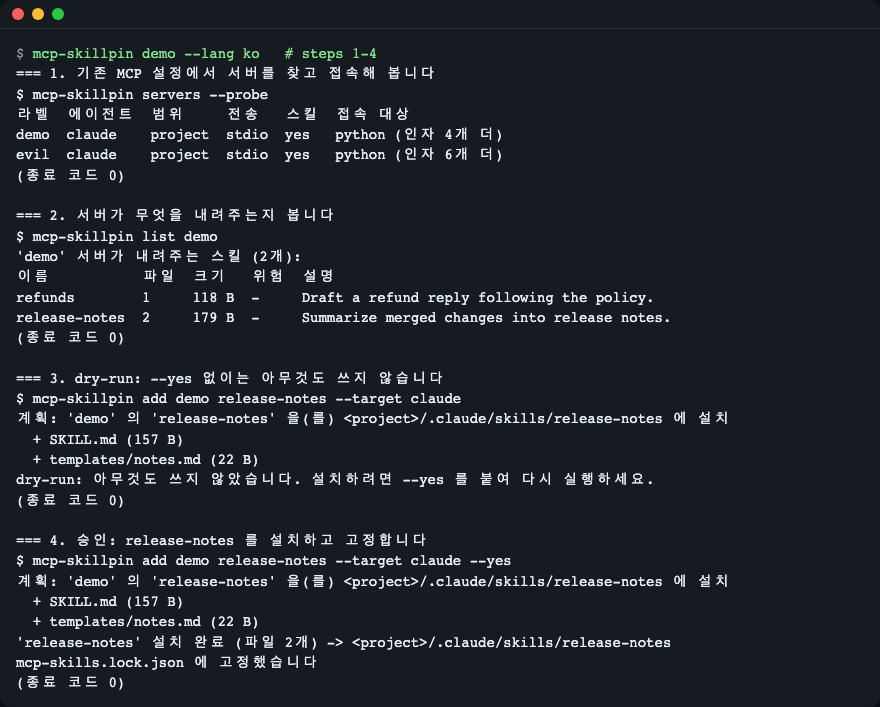 $ mcp-skillpin demo --lang ko   # steps 1-4
=== 1. 기존 MCP 설정에서 서버를 찾고 접속해 봅니다
$ mcp-skillpin servers --probe
라벨  에이전트  범위     전송   스킬  접속 대상
demo  claude    project  stdio  yes   python (인자 4개 더)
evil  claude    project  stdio  yes   python (인자 6개 더)
(종료 코드 0)

=== 2. 서버가 무엇을 내려주는지 봅니다
$ mcp-skillpin list demo
'demo' 서버가 내려주는 스킬 (2개):
이름           파일  크기   위험  설명
refunds        1     118 B  -     Draft a refund reply following the policy.
release-notes  2     179 B  -     Summarize merged changes into release notes.
(종료 코드 0)

=== 3. dry-run: --yes 없이는 아무것도 쓰지 않습니다
$ mcp-skillpin add demo release-notes --target claude
계획: 'demo' 의 'release-notes' 을(를) <project>/.claude/skills/release-notes 에 설치
  + SKILL.md (157 B)
  + templates/notes.md (22 B)
dry-run: 아무것도 쓰지 않았습니다. 설치하려면 --yes 를 붙여 다시 실행하세요.
(종료 코드 0)

=== 4. 승인: release-notes 를 설치하고 고정합니다
$ mcp-skillpin add demo release-notes --target claude --yes
계획: 'demo' 의 'release-notes' 을(를) <project>/.claude/skills/release-notes 에 설치
  + SKILL.md (157 B)
  + templates/notes.md (22 B)
'release-notes' 설치 완료 (파일 2개) -> <project>/.claude/skills/release-notes
mcp-skills.lock.json 에 고정했습니다
(종료 코드 0)